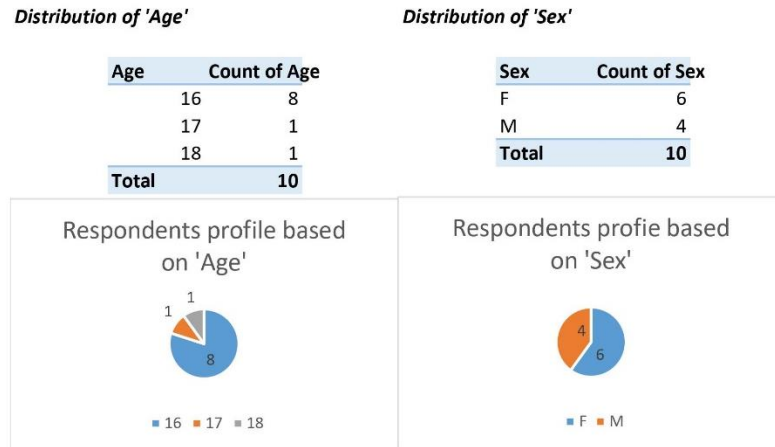 Distribution of 'Age'
Age Count of Age
16 8
17 1
18 1
Total 10
Respondents profile based
on 'Age'
1
1
8
16 17 18
Distribution of 'Sex'
Sex Count of Sex
F 6
M 4
Total 10
Respondents profie based
on 'Sex'
4
6
F M